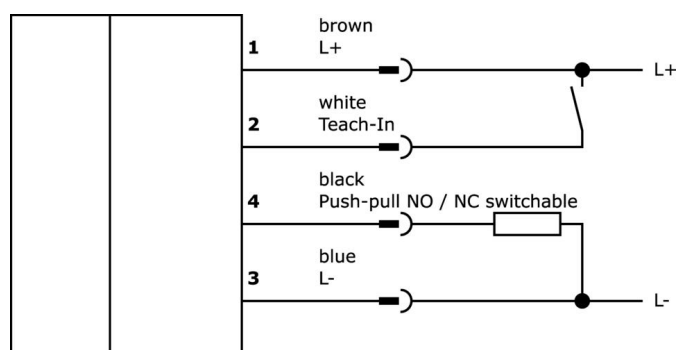 brown
1 L+
L+
white
2 Teach-In
black
4 Push-pull NO / NC switchable
blue
3 L-
L-